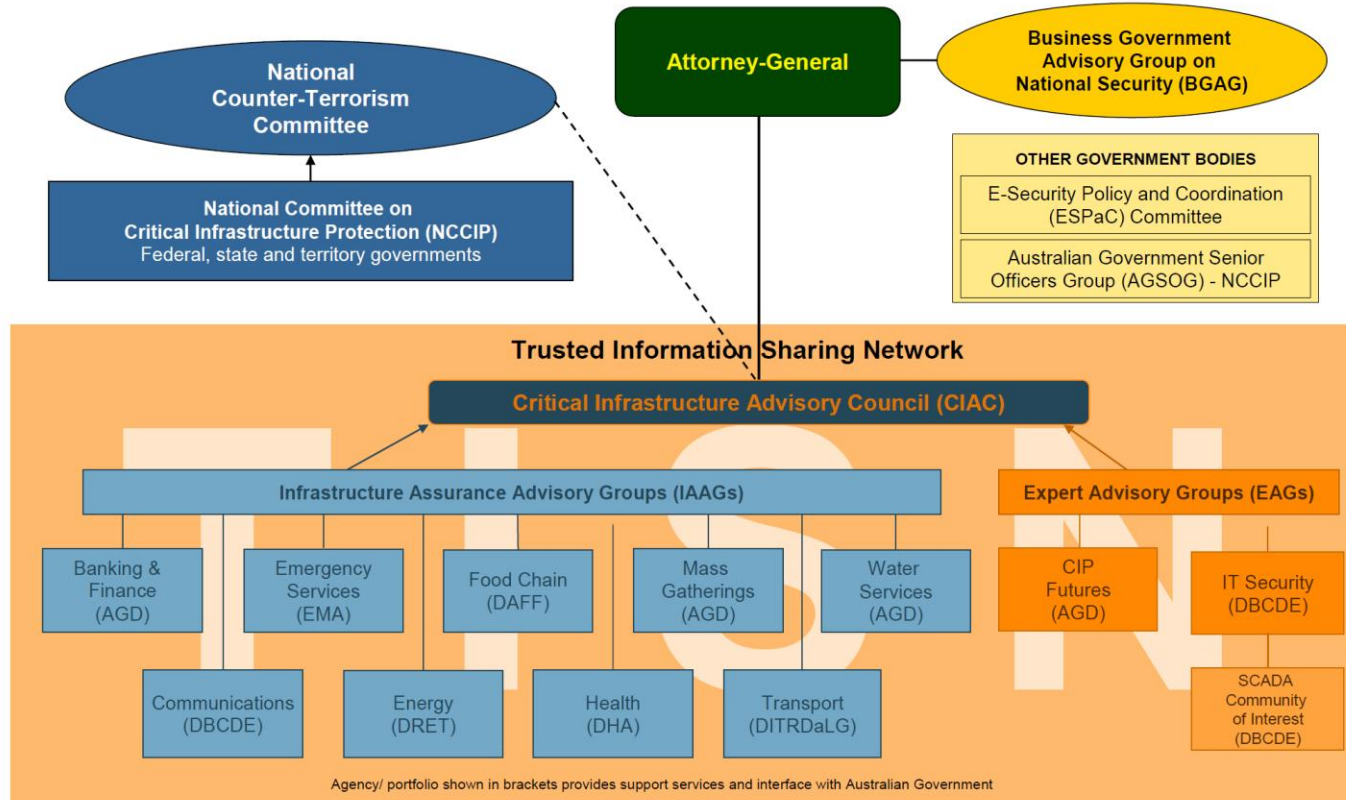 National
Counter-Terrorism
Committee
Attorney-General
Business Government
Advisory Group on
National Security (BGAG)
National Committee on
Critical Infrastructure Protection (NCCIP)
Federal, state and territory governments
OTHER GOVERNMENT BODIES
E-Security Policy and Coordination
(ESPaC) Committee
Australian Government Senior
Officers Group (AGSOG) - NCCIP
Trusted Information Sharing Network
Critical Infrastructure Advisory Council (CIAC)
TISN
Infrastructure Assurance Advisory Groups (IAAGs)
Expert Advisory Groups (EAGs)
Banking &
Finance
(AGD)
Emergency
Services
(EMA)
Food Chain
(DAFF)
Mass
Gatherings
(AGD)
Water
Services
(AGD)
CIP
Futures
(AGD)
IT Security
(DBCDE)
Communications
(DBCDE)
Energy
(DRET)
Health
(DHA)
Transport
(DITRDaLG)
SCADA
Community
of Interest
(DBCDE)
Agency/ portfolio shown in brackets provides support services and interface with Australian Government